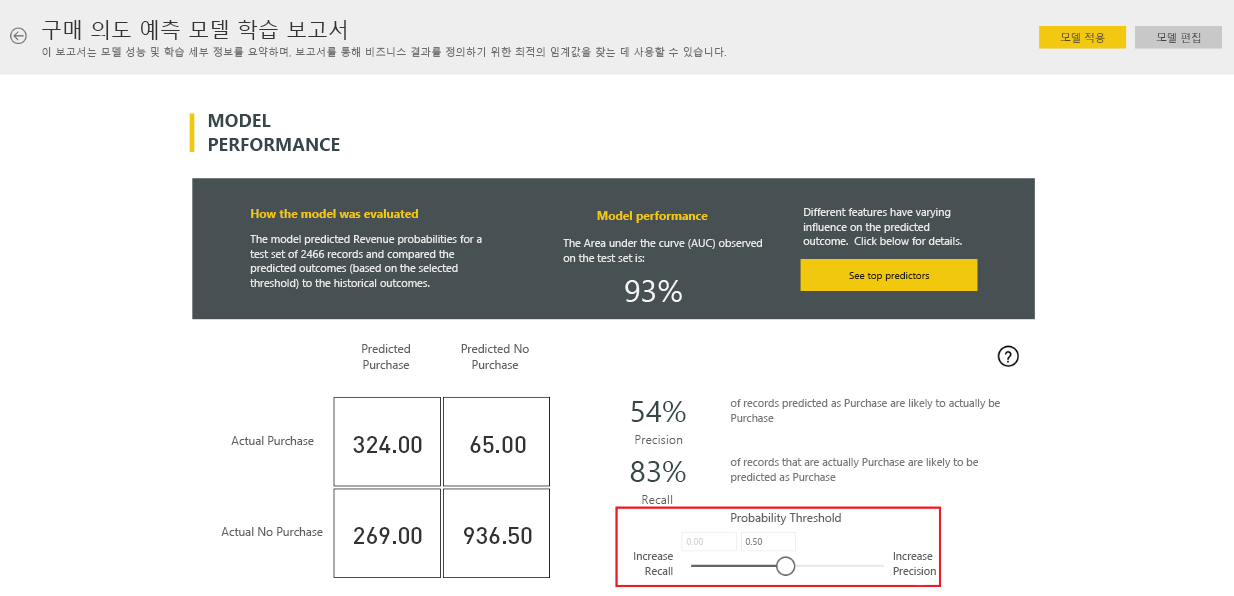 구매 의도 예측 모델 학습 보고서
이 보고서는 모델 성능 및 학습 세부 정보를 요약하며, 보고서를 통해 비즈니스 결과를 정의하기 위한 최적의 임계값을 찾는 데 사용할 수 있습니다.
모델 적용
모델 편집
MODEL
PERFORMANCE
How the model was evaluated
The model predicted Revenue probabilities for a
test set of 2466 records and compared the
predicted outcomes (based on the selected
threshold) to the historical outcomes.
Model performance
The Area under the curve (AUC) observed
on the test set is:
93%
Different features have varying
influence on the predicted
outcome. Click below for details.
See top predictors
Predicted
Purchase
Predicted No
Purchase
?
Actual Purchase
324.00
65.00
Actual No Purchase
269.00
936.50
54%
Precision
of records predicted as Purchase are likely to actually be
Purchase
83%
Recall
of records that are actually Purchase are likely to be
predicted as Purchase
Probability Threshold
0.00
0.50
Increase
Recall
Increase
Precision